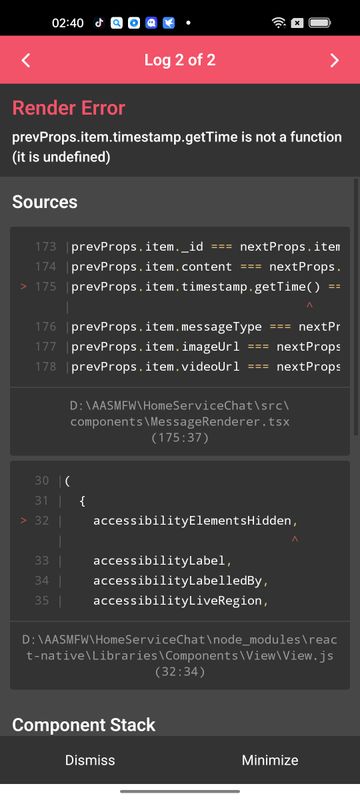 02:40
Log 2 of 2
Render Error
prevProps.item.timestamp.getTime is not a function
(it is undefined)
Sources
173 |prevProps.item._id === nextProps.item
174 |prevProps.item.content === nextProps.
> 175 |prevProps.item.timestamp.getTime() ==
| ^
176 |prevProps.item.messageType === nextPr
177 |prevProps.item.imageUrl === nextProps
178 |prevProps.item.videoUrl === nextProps
D:\AASMFW\HomeServiceChat\src\
components\MessageRenderer.tsx
(175:37)
30 |(
31 | {
> 32 | accessibilityElementsHidden,
| ^
33 | accessibilityLabel,
34 | accessibilityLabelledBy,
35 | accessibilityLiveRegion,
D:\AASMFW\HomeServiceChat\node_modules\reac
t-native\Libraries\Components\View\View.js
(32:34)
Component Stack
Dismiss Minimize